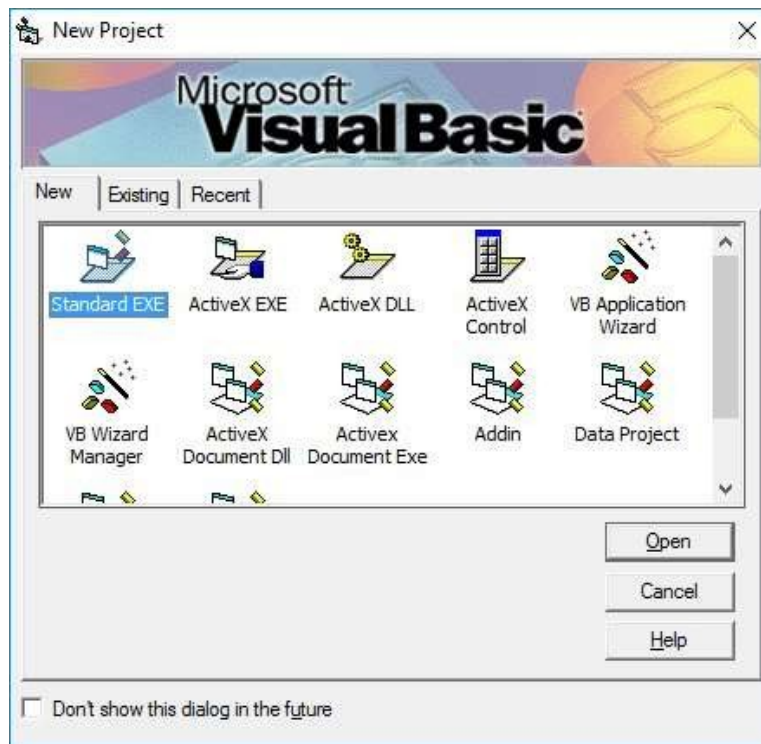 New Project
Microsoft
Visual Basic
New Existing Recent
Standard EXE ActiveX EXE ActiveX DLL ActiveX Control VB Application Wizard
VB Wizard Manager ActiveX Document Dll Activex Document Exe Addin Data Project
Open
Cancel
Help
Don't show this dialog in the future